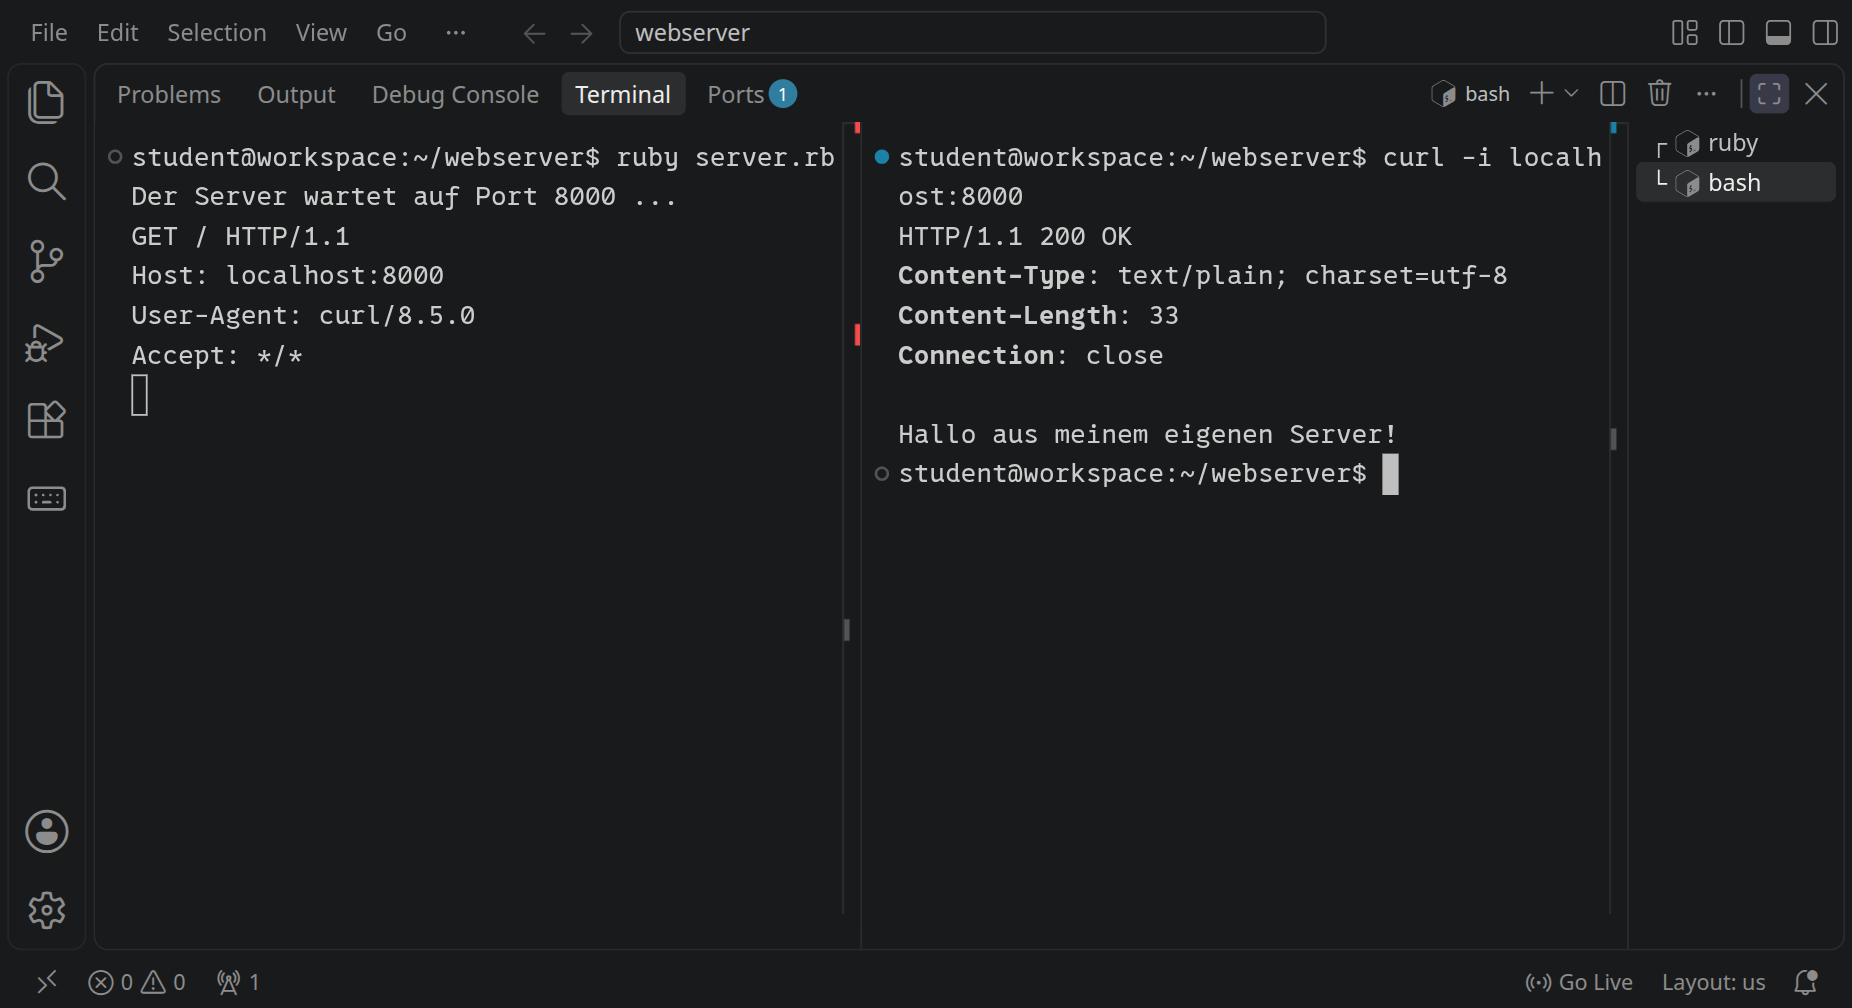 File Edit Selection View Go ··· webserver
Problems Output Debug Console Terminal Ports 1 bash
student@workspace:~/webserver$ ruby server.rb
Der Server wartet auf Port 8000 ...
GET / HTTP/1.1
Host: localhost:8000
User-Agent: curl/8.5.0
Accept: */*
student@workspace:~/webserver$ curl -i localh
ost:8000
HTTP/1.1 200 OK
Content-Type: text/plain; charset=utf-8
Content-Length: 33
Connection: close
Hallo aus meinem eigenen Server!
student@workspace:~/webserver$
ruby
bash
0 0 1 Go Live Layout: us